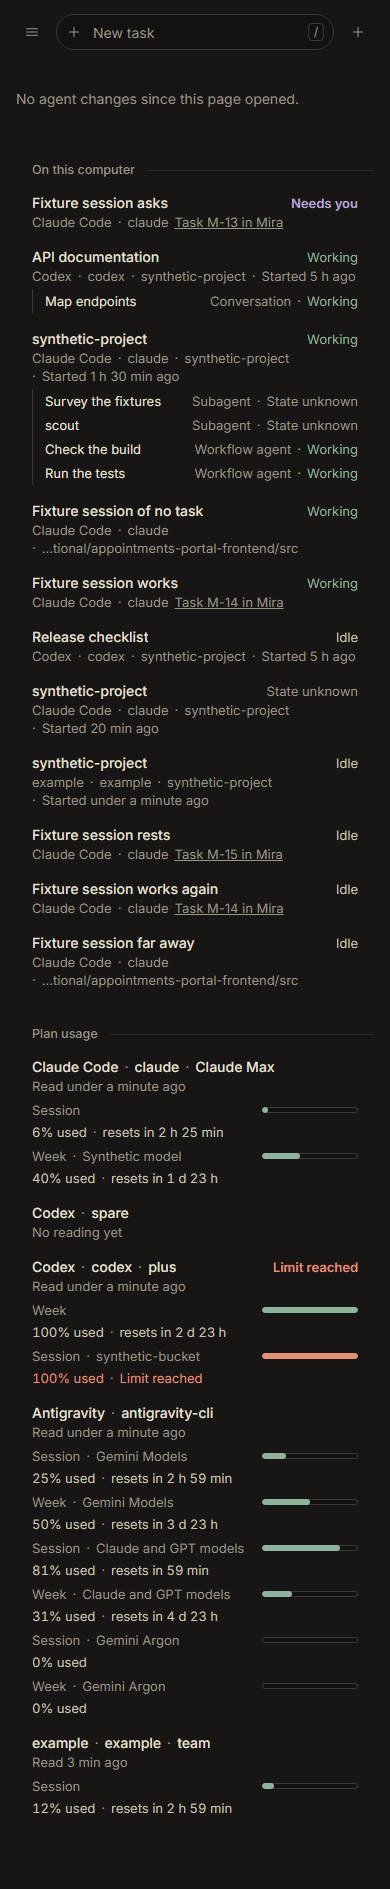 New task /
No agent changes since this page opened.
On this computer
Fixture session asks Needs you
Claude Code · claude Task M-13 in Mira
API documentation Working
Codex · codex · synthetic-project · Started 5 h ago
Map endpoints Conversation · Working
synthetic-project Working
Claude Code · claude · synthetic-project
· Started 1 h 30 min ago
Survey the fixtures Subagent · State unknown
scout Subagent · State unknown
Check the build Workflow agent · Working
Run the tests Workflow agent · Working
Fixture session of no task Working
Claude Code · claude
· …tional/appointments-portal-frontend/src
Fixture session works Working
Claude Code · claude Task M-14 in Mira
Release checklist Idle
Codex · codex · synthetic-project · Started 5 h ago
synthetic-project State unknown
Claude Code · claude · synthetic-project
· Started 20 min ago
synthetic-project Idle
example · example · synthetic-project
· Started under a minute ago
Fixture session rests Idle
Claude Code · claude Task M-15 in Mira
Fixture session works again Idle
Claude Code · claude Task M-14 in Mira
Fixture session far away Idle
Claude Code · claude
· …tional/appointments-portal-frontend/src
Plan usage
Claude Code · claude · Claude Max
Read under a minute ago
Session
6% used · resets in 2 h 25 min
Week · Synthetic model
40% used · resets in 1 d 23 h
Codex · spare
No reading yet
Codex · codex · plus Limit reached
Read under a minute ago
Week
100% used · resets in 2 d 23 h
Session · synthetic-bucket
100% used · Limit reached
Antigravity · antigravity-cli
Read under a minute ago
Session · Gemini Models
25% used · resets in 2 h 59 min
Week · Gemini Models
50% used · resets in 3 d 23 h
Session · Claude and GPT models
81% used · resets in 59 min
Week · Claude and GPT models
31% used · resets in 4 d 23 h
Session · Gemini Argon
0% used
Week · Gemini Argon
0% used
example · example · team
Read 3 min ago
Session
12% used · resets in 2 h 59 min